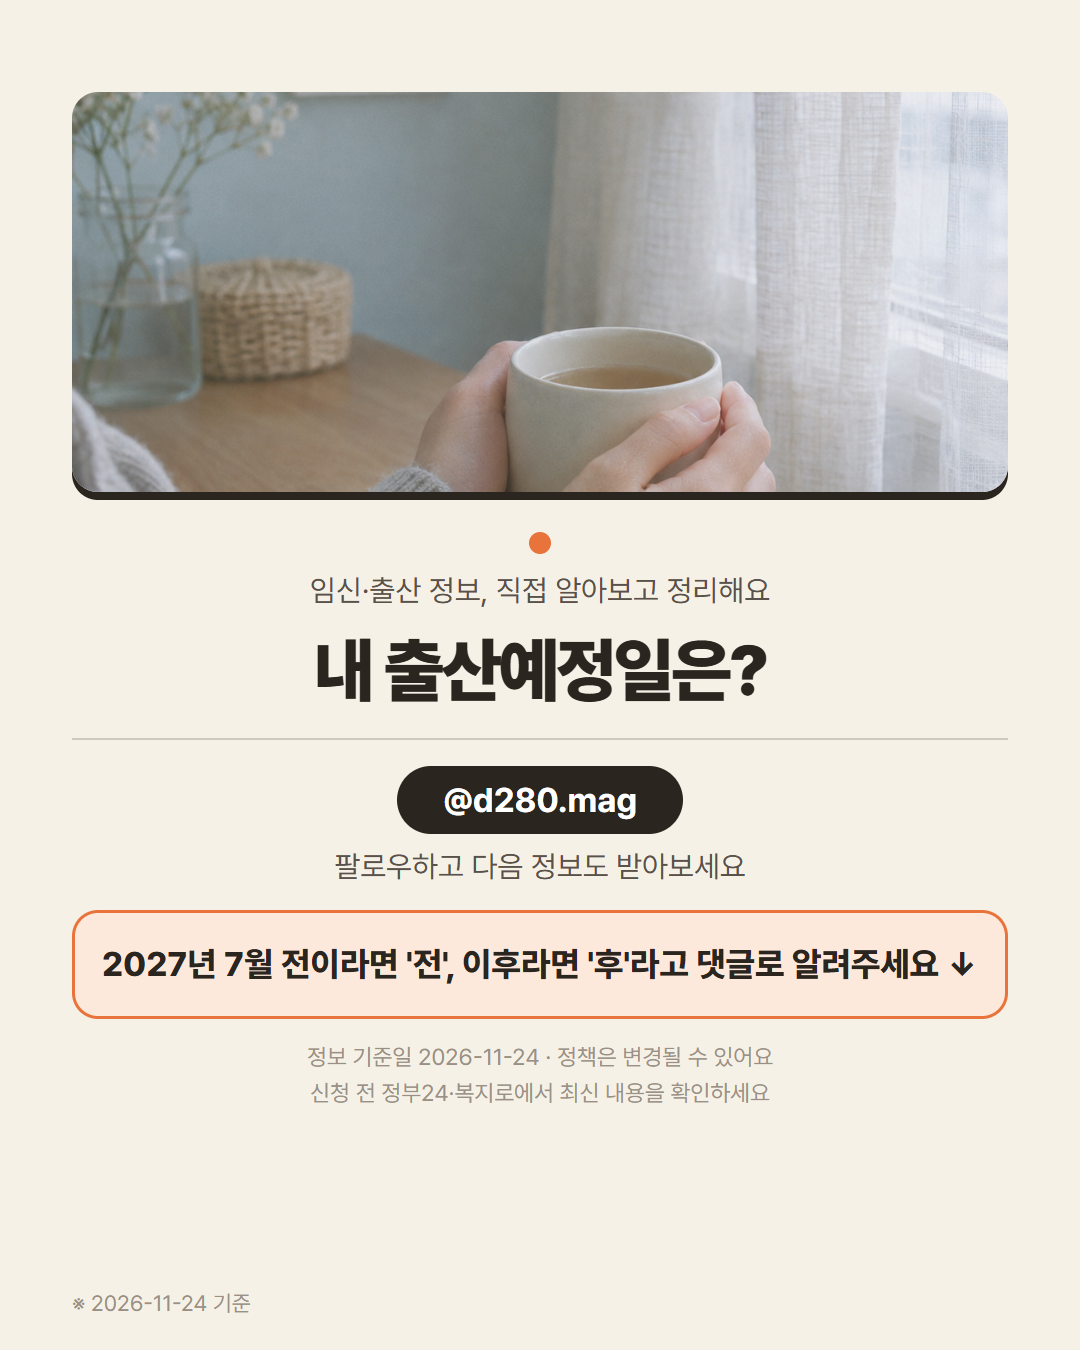 임신·출산 정보, 직접 알아보고 정리해요
내 출산예정일은?
@d280.mag
팔로우하고 다음 정보도 받아보세요
2027년 7월 전이라면 '전', 이후라면 '후'라고 댓글로 알려주세요 ↓
정보 기준일 2026-11-24 · 정책은 변경될 수 있어요
신청 전 정부24·복지로에서 최신 내용을 확인하세요
※ 2026-11-24 기준